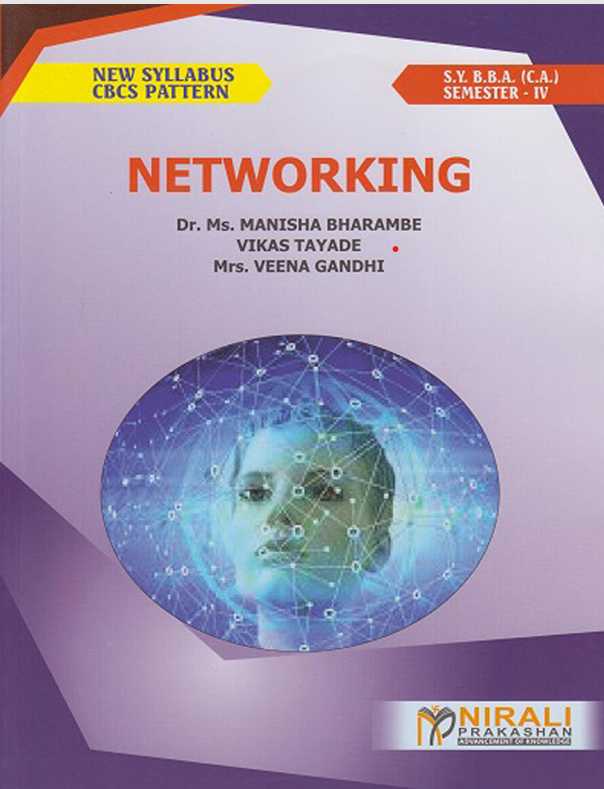 NEW SYLLABUS
CBCS PATTERN
S.Y. B.B.A. (C.A.)
SEMESTER - IV
NETWORKING
Dr. Ms. MANISHA BHARAMBE
VIKAS TAYADE
Mrs. VEENA GANDHI
NIRALI
PRAKASHAN
ADVANCEMENT OF KNOWLEDGE